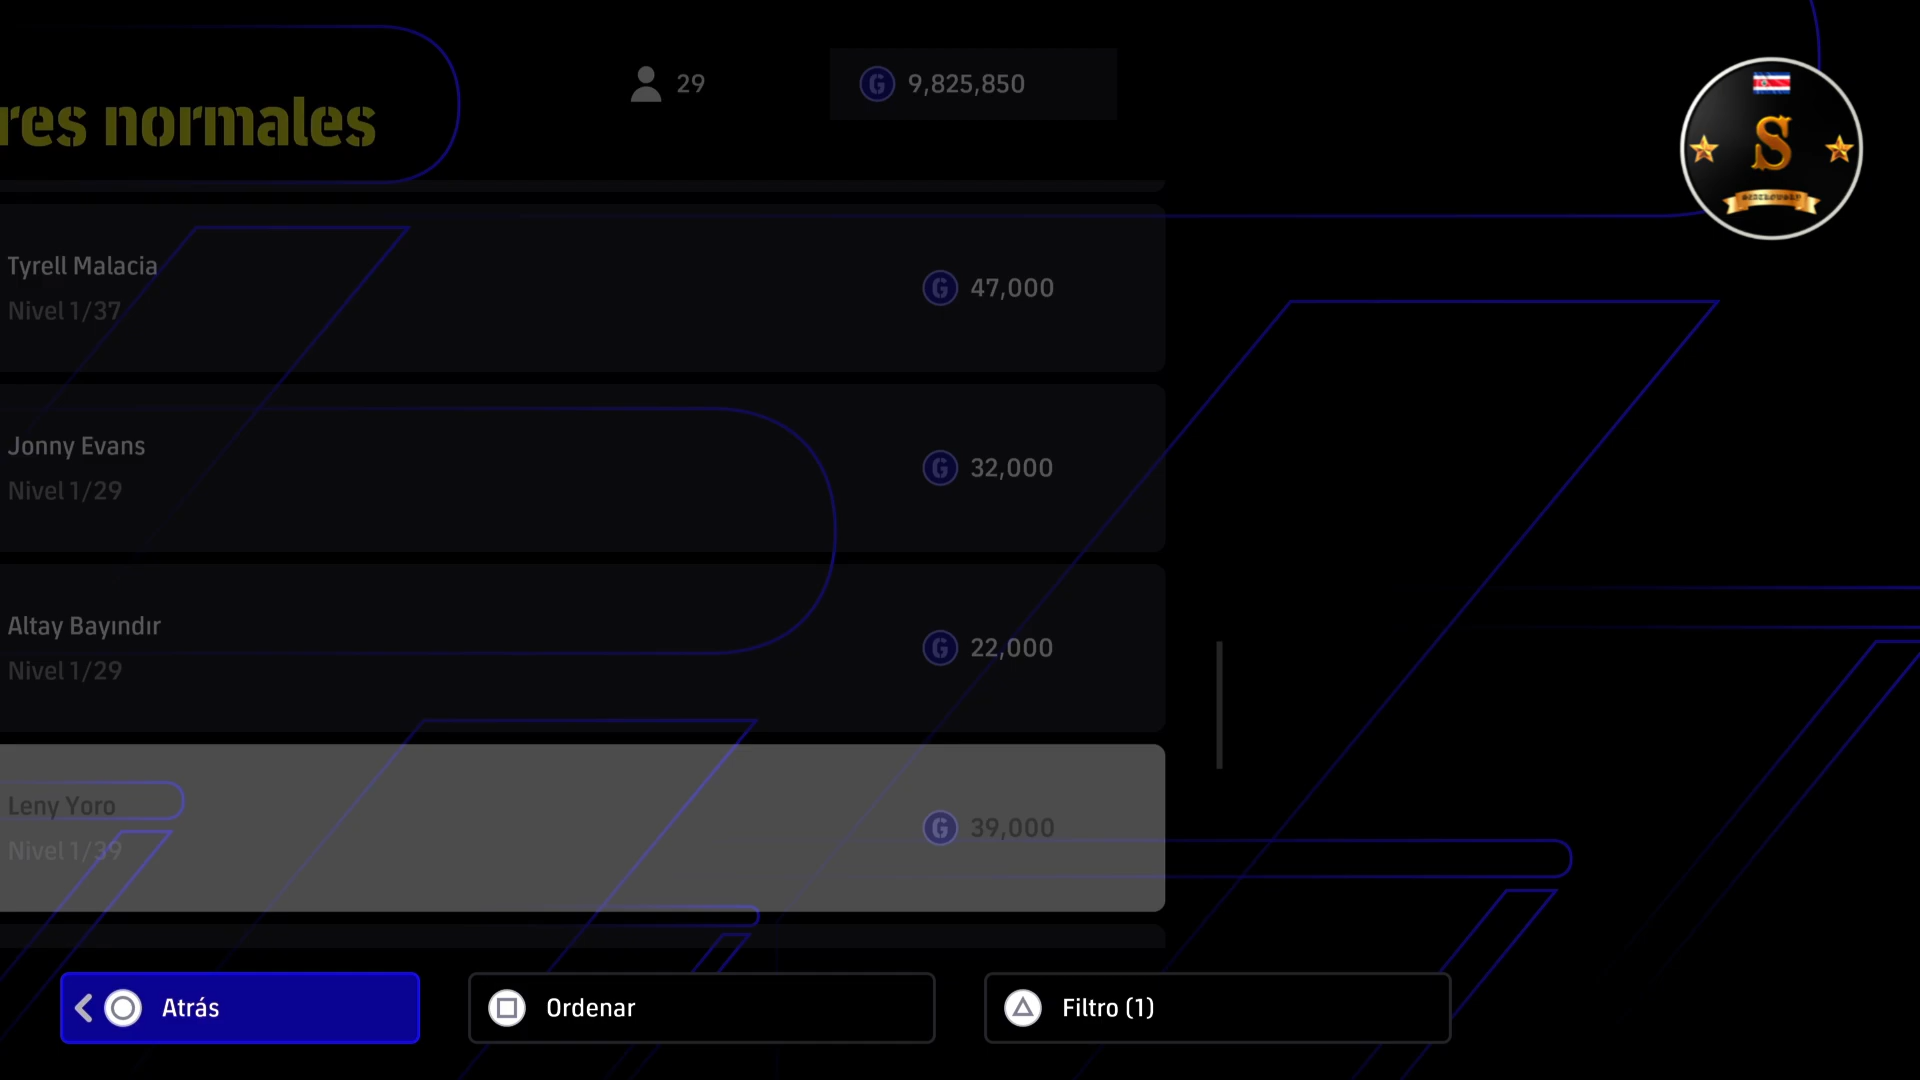 res normales
29
9,825,850
S
Tyrell Malacia
Nivel 1/37
47,000
Jonny Evans
Nivel 1/29
32,000
Altay Bayındır
Nivel 1/29
22,000
Leny Yoro
Nivel 1/39
39,000
Atrás
Ordenar
Filtro (1)